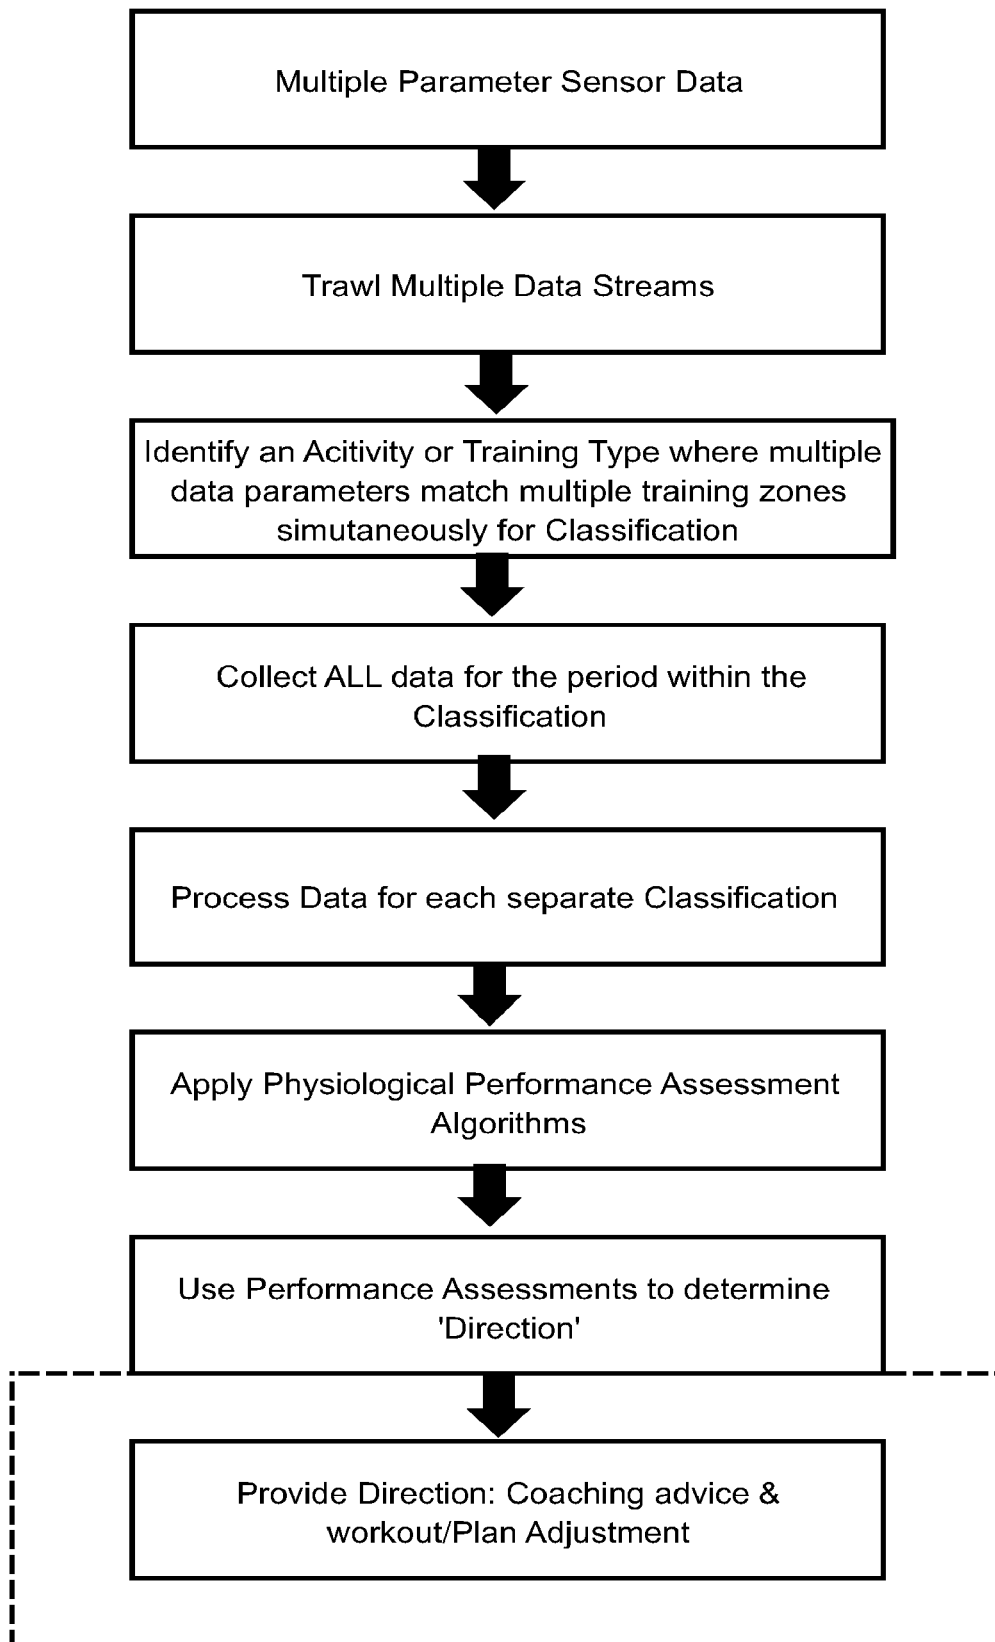 Multiple Parameter Sensor Data
Trawl Multiple Data Streams
Identify an Acitivity or Training Type where multiple
data parameters match multiple training zones
simutaneously for Classification
Collect ALL data for the period within the
Classification
Process Data for each separate Classification
Apply Physiological Performance Assessment
Algorithms
Use Performance Assessments to determine
'Direction'
Provide Direction: Coaching advice &
workout/Plan Adjustment